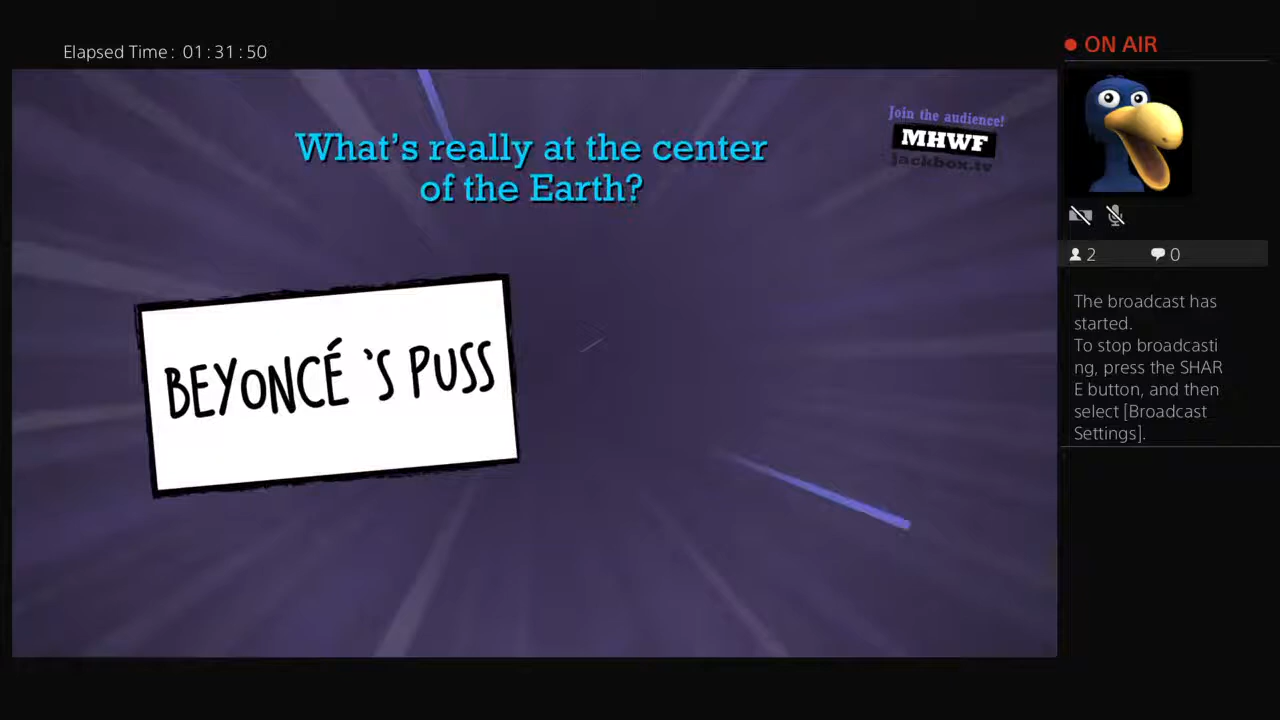 Elapsed Time: 01:31:50
ON AIR
What's really at the center
of the Earth?
Join the audience!
MHWF
jackbox.tv
BEYONCÉ 'S PUSS
2
0
The broadcast has
started.
To stop broadcasti
ng, press the SHAR
E button, and then
select [Broadcast
Settings].